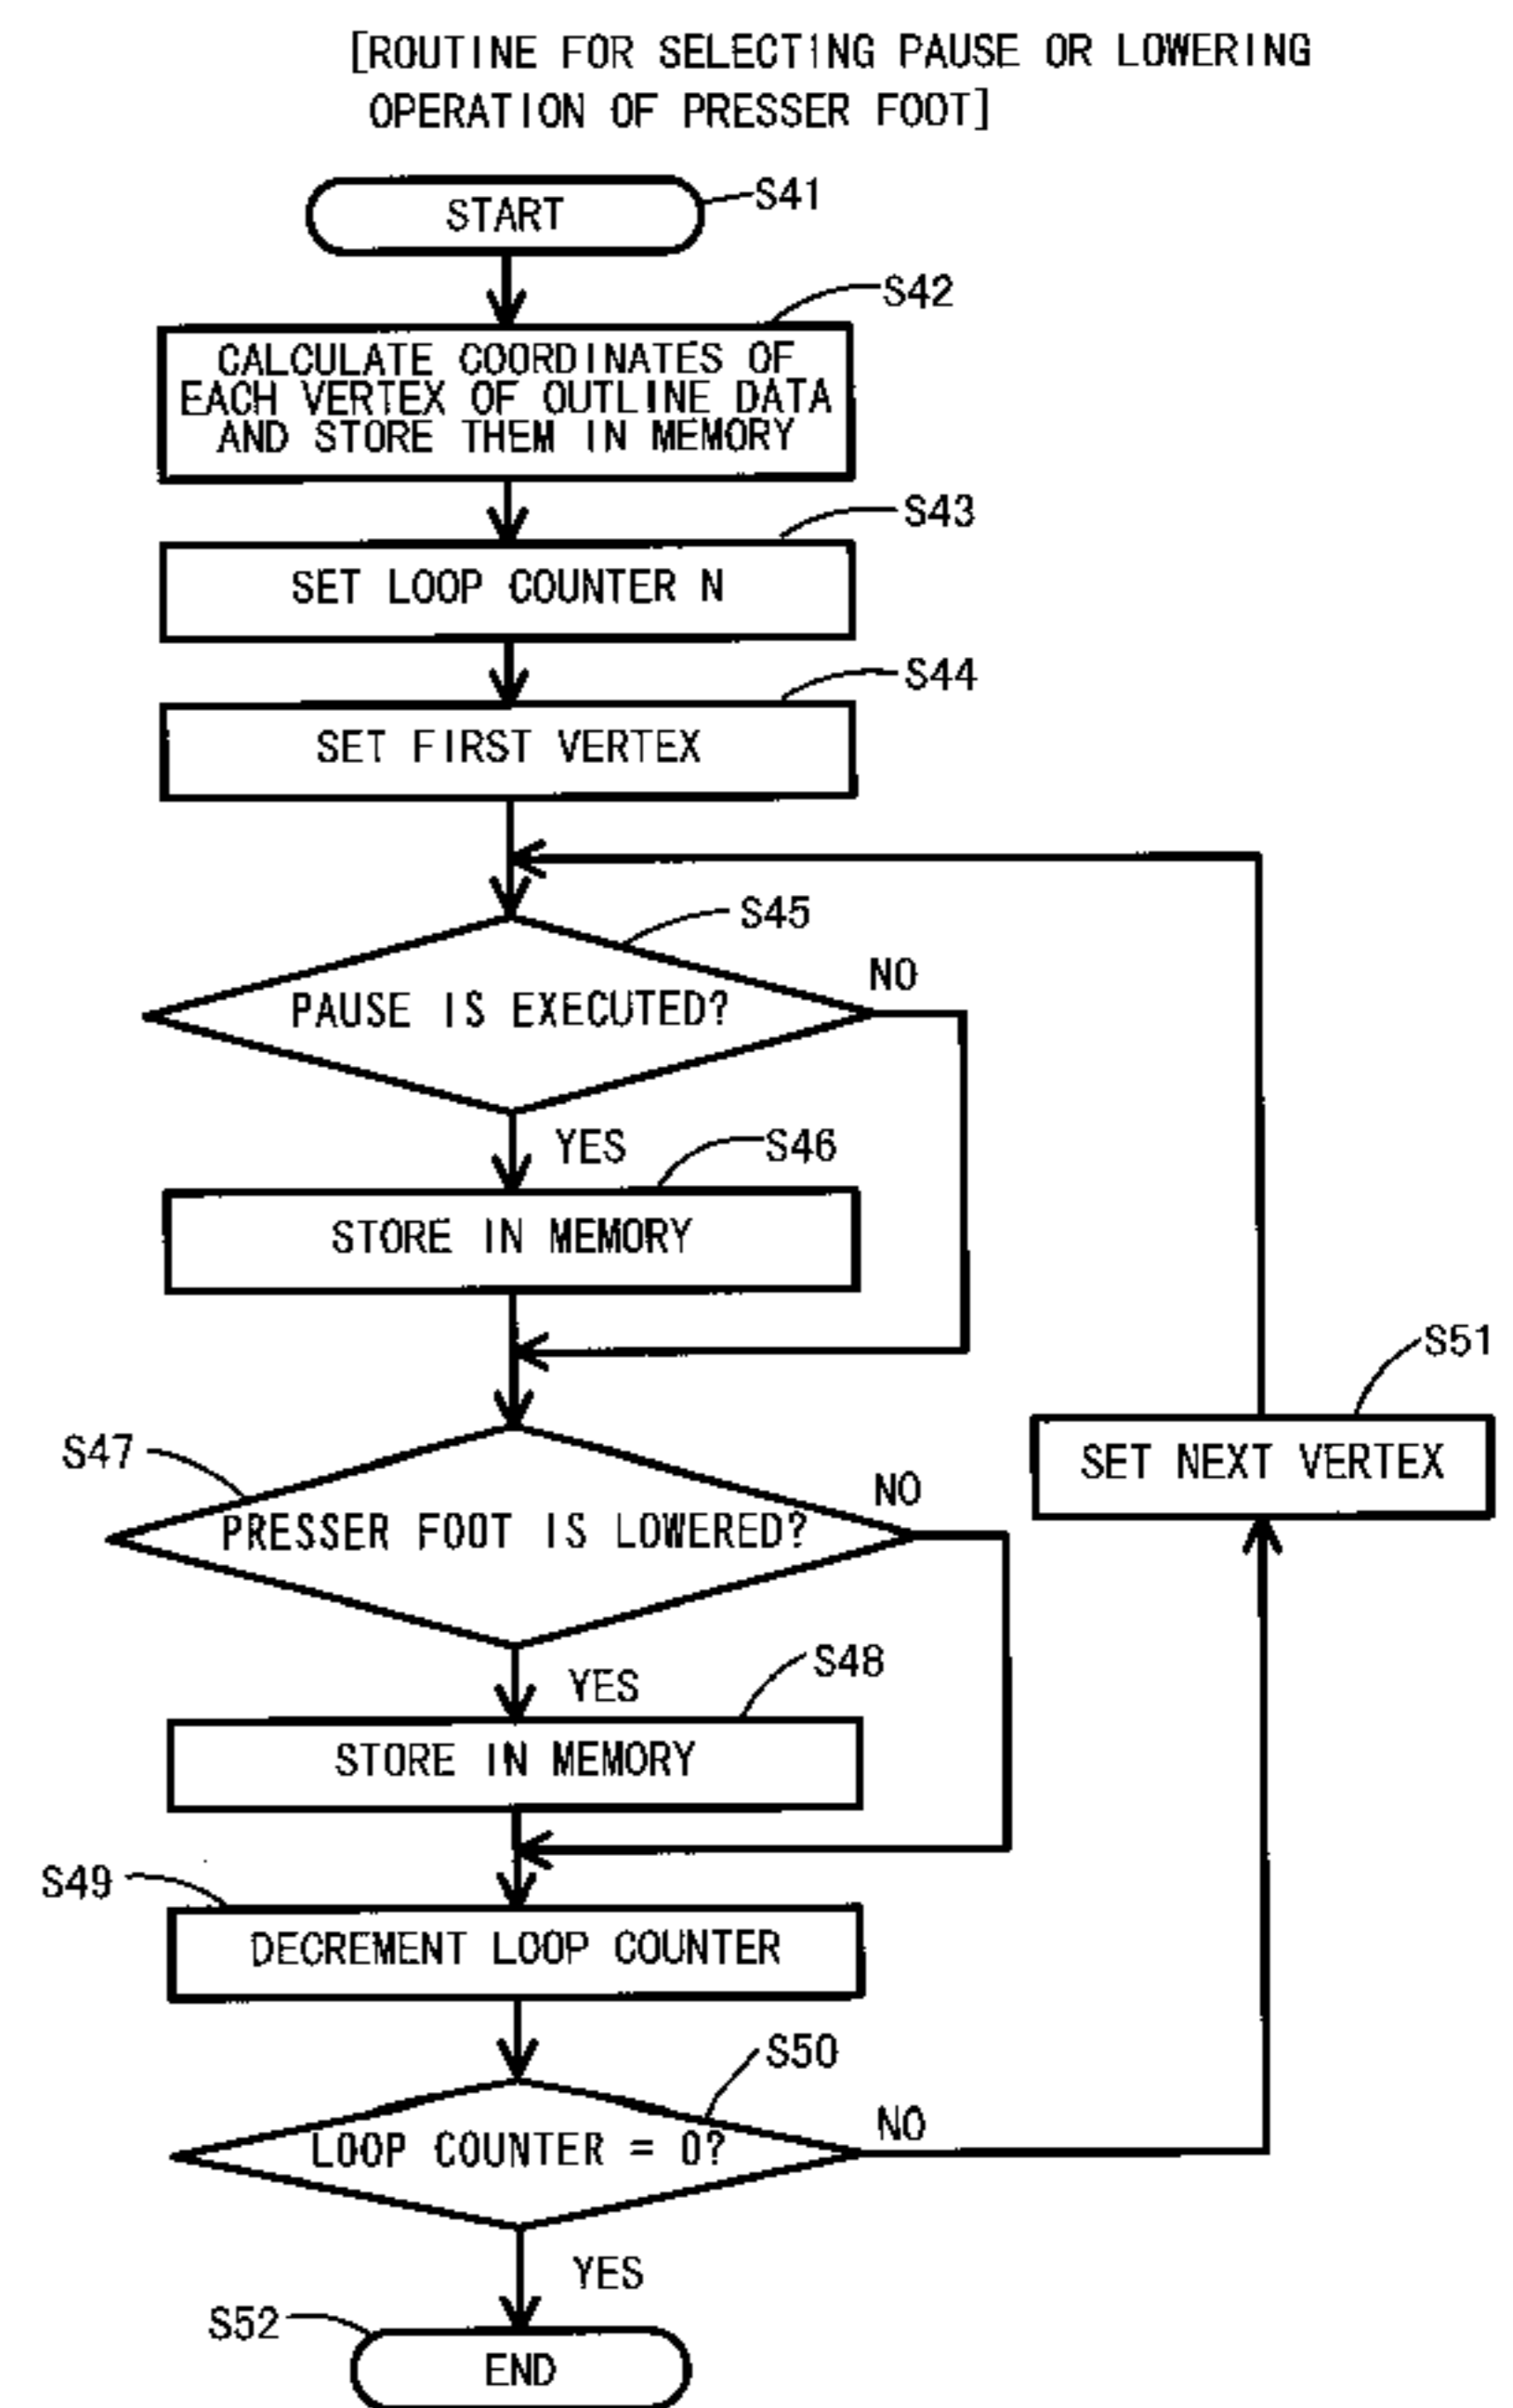 [ROUTINE FOR SELECTING PAUSE OR LOWERING
OPERATION OF PRESSER FOOT]
START
S41
S42
CALCULATE COORDINATES OF
EACH VERTEX OF OUTLINE DATA
AND STORE THEM IN MEMORY
S43
SET LOOP COUNTER N
S44
SET FIRST VERTEX
S45
NO
PAUSE IS EXECUTED?
YES
S46
STORE IN MEMORY
S51
SET NEXT VERTEX
S47
NO
PRESSER FOOT IS LOWERED?
YES
S48
STORE IN MEMORY
S49
DECREMENT LOOP COUNTER
S50
NO
LOOP COUNTER = 0?
YES
S52
END